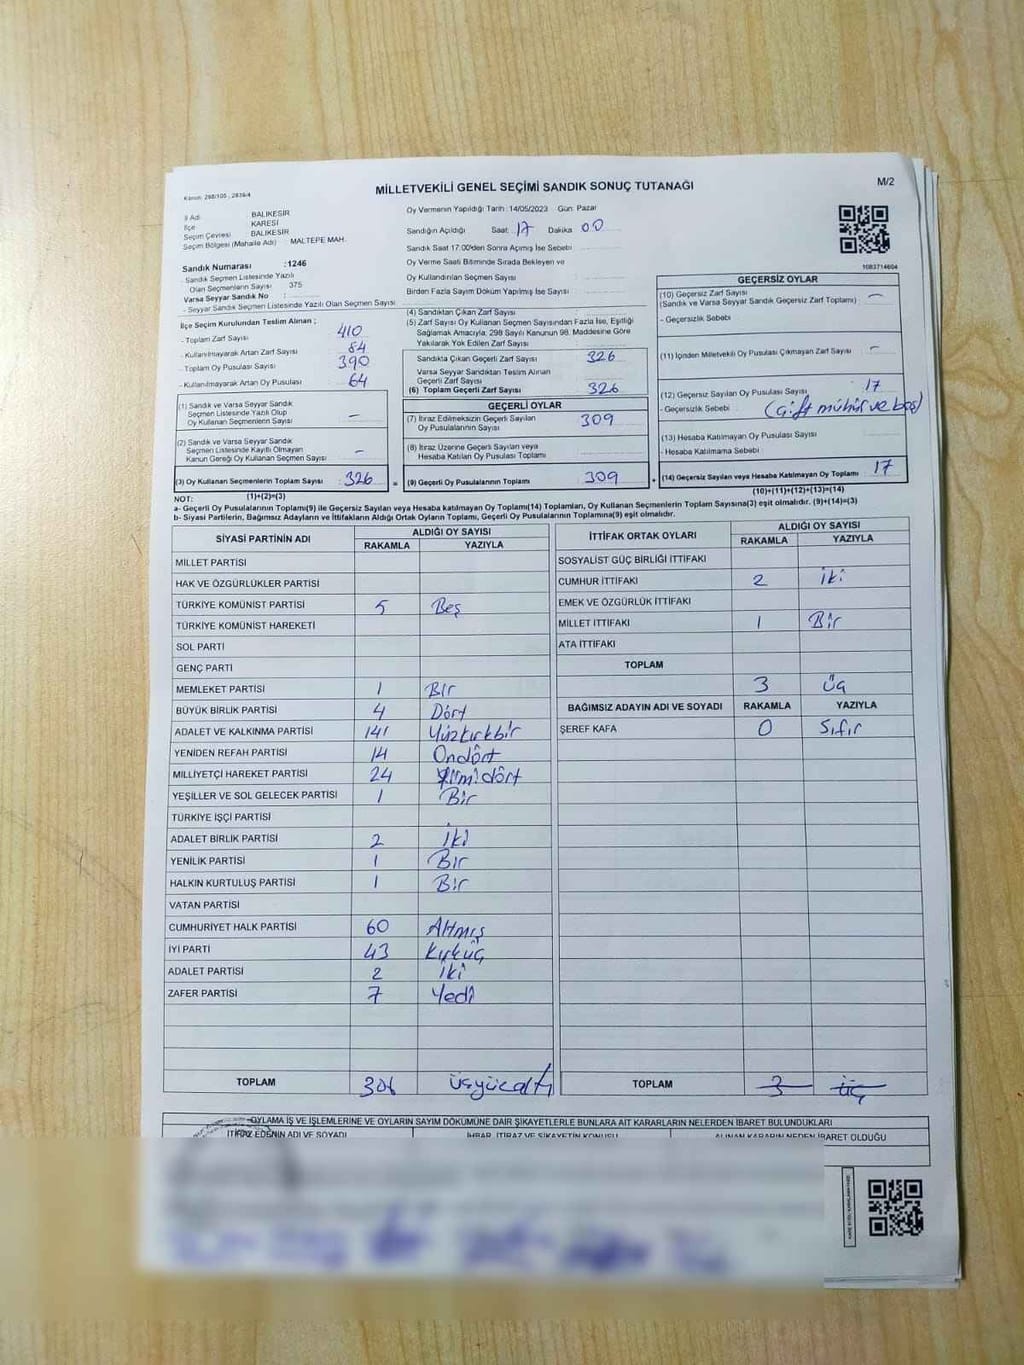 Kanun: 298/105 , 2839/4
MİLLETVEKİLİ GENEL SEÇİMİ SANDIK SONUÇ TUTANAĞI
M/2
İl Adı BALIKESİR
İlçe KARESİ
Seçim Çevresi BALIKESİR
Seçim Bölgesi (Mahalle Adı) MALTEPE MAH.
Sandık Numarası : 1246
- Sandık Seçmen Listesinde Yazılı
Olan Seçmenlerin Sayısı 375
Varsa Seyyar Sandık No
- Seyyar Sandık Seçmen Listesinde Yazılı Olan Seçmen Sayısı
Oy Vermenin Yapıldığı Tarih : 14/05/2023 Gün: Pazar
Sandığın Açıldığı Saat: 17 Dakika 00
Sandık Saat 17:00'den Sonra Açılmış İse Sebebi
Oy Verme Saati Bitiminde Sırada Bekleyen ve
Oy Kullandırılan Seçmen Sayısı
Birden Fazla Sayım Döküm Yapılmış İse Sayısı
1083714604
İlçe Seçim Kurulundan Teslim Alınan ;
- Toplam Zarf Sayısı 410
- Kullanılmayarak Artan Zarf Sayısı 84
- Toplam Oy Pusulası Sayısı 390
- Kullanılmayarak Artan Oy Pusulası 64
(1) Sandık ve Varsa Seyyar Sandık
Seçmen Listesinde Yazılı Olup
Oy Kullanan Seçmenlerin Sayısı –
(2) Sandık ve Varsa Seyyar Sandık
Seçmen Listesinde Kayıtlı Olmayan
Kanun Gereği Oy Kullanan Seçmen Sayısı –
(3) Oy Kullanan Seçmenlerin Toplam Sayısı : 326 =
(1)+(2)=(3)
(4) Sandıktan Çıkan Zarf Sayısı
(5) Zarf Sayısı Oy Kullanan Seçmen Sayısından Fazla İse, Eşitliği
Sağlamak Amacıyla; 298 Sayılı Kanunun 98. Maddesine Göre
Yakılarak Yok Edilen Zarf Sayısı
Sandıkta Çıkan Geçerli Zarf Sayısı 326
Varsa Seyyar Sandıktan Teslim Alınan
Geçerli Zarf Sayısı
(6) Toplam Geçerli Zarf Sayısı 326
GEÇERLİ OYLAR
(7) İtiraz Edilmeksizin Geçerli Sayılan
Oy Pusulalarının Sayısı 309
(8) İtiraz Üzerine Geçerli Sayılan veya
Hesaba Katılan Oy Pusulası Toplamı
(9) Geçerli Oy Pusulalarının Toplamı 309 +
GEÇERSİZ OYLAR
(10) Geçersiz Zarf Sayısı
(Sandık ve Varsa Seyyar Sandık Geçersiz Zarf Toplamı) : –
- Geçersizlik Sebebi
(11) İçinden Milletvekili Oy Pusulası Çıkmayan Zarf Sayısı –
(12) Geçersiz Sayılan Oy Pusulası Sayısı 17
- Geçersizlik Sebebi (Çift mühür ve boş)
(13) Hesaba Katılmayan Oy Pusulası Sayısı
- Hesaba Katılmama Sebebi
(14) Geçersiz Sayılan veya Hesaba Katılmayan Oy Toplamı : 17
(10)+(11)+(12)+(13)=(14)
NOT:
a- Geçerli Oy Pusulalarının Toplamı(9) ile Geçersiz Sayılan veya Hesaba katılmayan Oy Toplamı(14) Toplamları, Oy Kullanan Seçmenlerin Toplam Sayısına(3) eşit olmalıdır. (9)+(14)=(3)
b- Siyasi Partilerin, Bağımsız Adayların ve İttifakların Aldığı Ortak Oyların Toplamı, Geçerli Oy Pusulalarının Toplamına(9) eşit olmalıdır.
SİYASİ PARTİNİN ADI ALDIĞI OY SAYISI
RAKAMLA YAZIYLA
MİLLET PARTİSİ
HAK VE ÖZGÜRLÜKLER PARTİSİ
TÜRKİYE KOMÜNİST PARTİSİ 5 Beş
TÜRKİYE KOMÜNİST HAREKETİ
SOL PARTİ
GENÇ PARTİ
MEMLEKET PARTİSİ 1 Bir
BÜYÜK BİRLİK PARTİSİ 4 Dört
ADALET VE KALKINMA PARTİSİ 141 Yüzkırkbir
YENİDEN REFAH PARTİSİ 14 Ondört
MİLLİYETÇİ HAREKET PARTİSİ 24 Yirmidört
YEŞİLLER VE SOL GELECEK PARTİSİ 1 Bir
TÜRKİYE İŞÇİ PARTİSİ
ADALET BİRLİK PARTİSİ 2 İki
YENİLİK PARTİSİ 1 Bir
HALKIN KURTULUŞ PARTİSİ 1 Bir
VATAN PARTİSİ
CUMHURİYET HALK PARTİSİ 60 Altmış
İYİ PARTİ 43 Kırküç
ADALET PARTİSİ 2 İki
ZAFER PARTİSİ 7 Yedi
TOPLAM 306 üçyüzaltı
İTTİFAK ORTAK OYLARI ALDIĞI OY SAYISI
RAKAMLA YAZIYLA
SOSYALİST GÜÇ BİRLİĞİ İTTİFAKI
CUMHUR İTTİFAKI 2 İki
EMEK VE ÖZGÜRLÜK İTTİFAKI
MİLLET İTTİFAKI 1 Bir
ATA İTTİFAKI
TOPLAM
3 Üç
BAĞIMSIZ ADAYIN ADI VE SOYADI RAKAMLA YAZIYLA
ŞEREF KAFA 0 Sıfır
TOPLAM 3 üç
OYLAMA İŞ VE İŞLEMLERİNE VE OYLARIN SAYIM DÖKÜMÜNE DAİR ŞİKAYETLERLE BUNLARA AİT KARARLARIN NELERDEN İBARET BULUNDUKLARI
İTİRAZ EDENİN ADI VE SOYADI İHBAR, İTİRAZ VE ŞİKAYETİN KONUSU ALINAN KARARIN NEDEN İBARET OLDUĞU